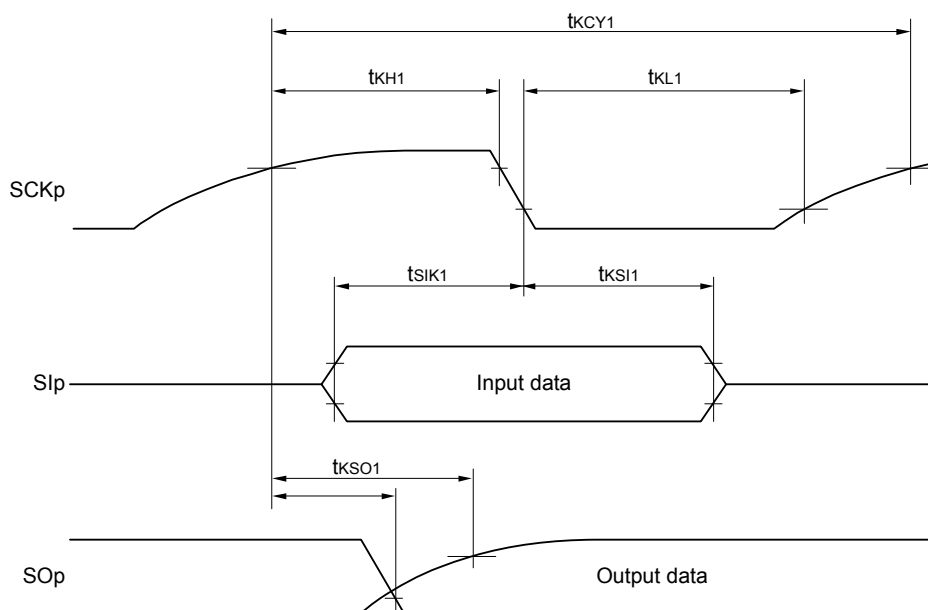 tKCY1
tKH1
tKL1
SCKp
tSIK1
tKSI1
SIp
Input data
tKSO1
SOp
Output data